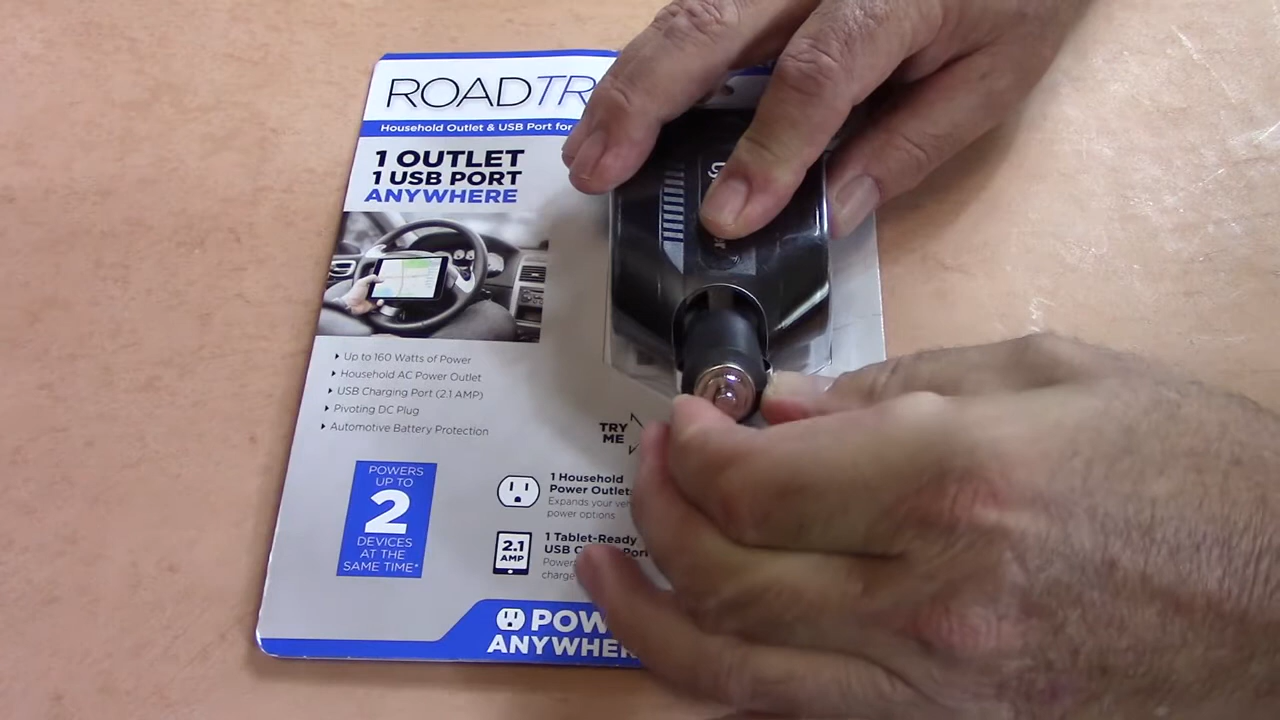 ROADTR
Household Outlet & USB Port for
1 OUTLET
1 USB PORT
ANYWHERE
Up to 160 Watts of Power
Household AC Power Outlet
USB Charging Port (2.1 AMP)
Pivoting DC Plug
Automotive Battery Protection
TRY
ME
POWERS
UP TO
2
DEVICES
AT THE
SAME TIME*
1 Household
Power Outlet
Expands your
power options
2.1
AMP
1 Tablet-Ready
USB
charge
POW
ANYWHER